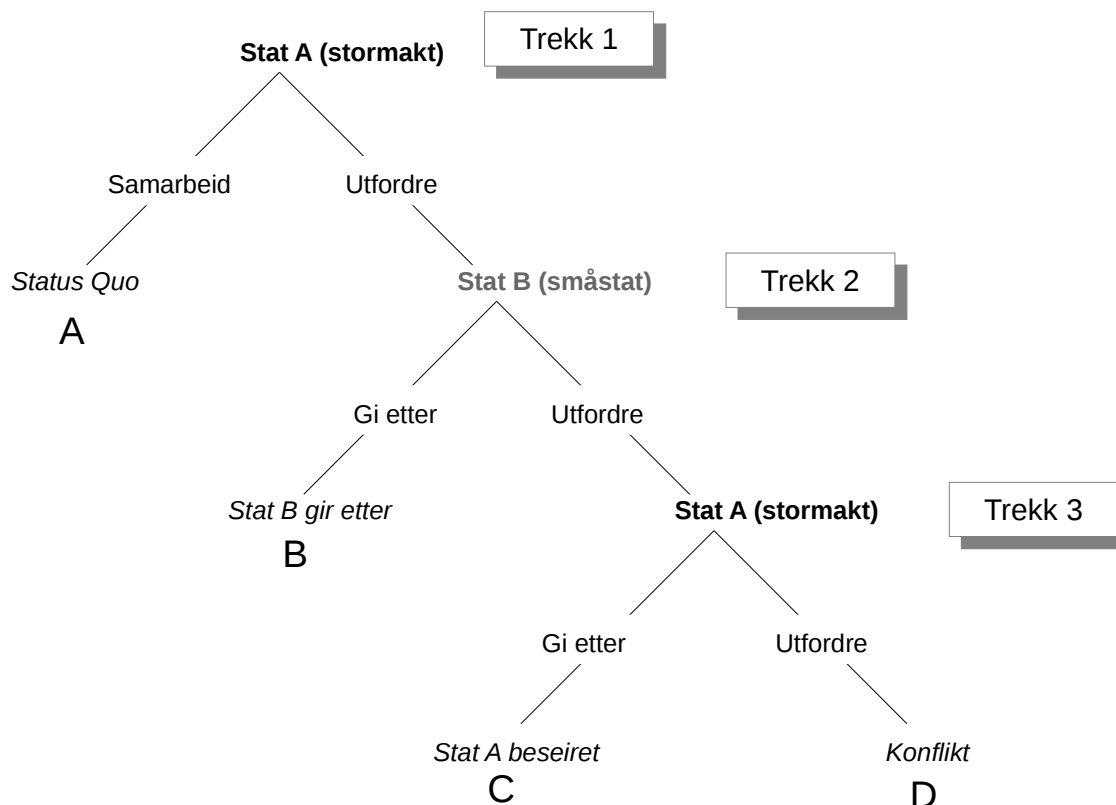 Stat A (stormakt)
Trekk 1
Samarbeid
Utfordre
Status Quo
A
Stat B (småstat)
Trekk 2
Gi etter
Utfordre
Stat B gir etter
B
Stat A (stormakt)
Trekk 3
Gi etter
Utfordre
Stat A beseiret
C
Konflikt
D